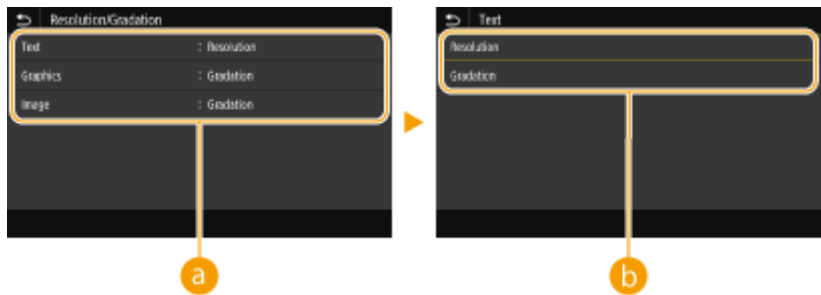 Resolution/Gradation
Text : Resolution
Graphics : Gradation
Image : Gradation
a
Text
Resolution
Gradation
b